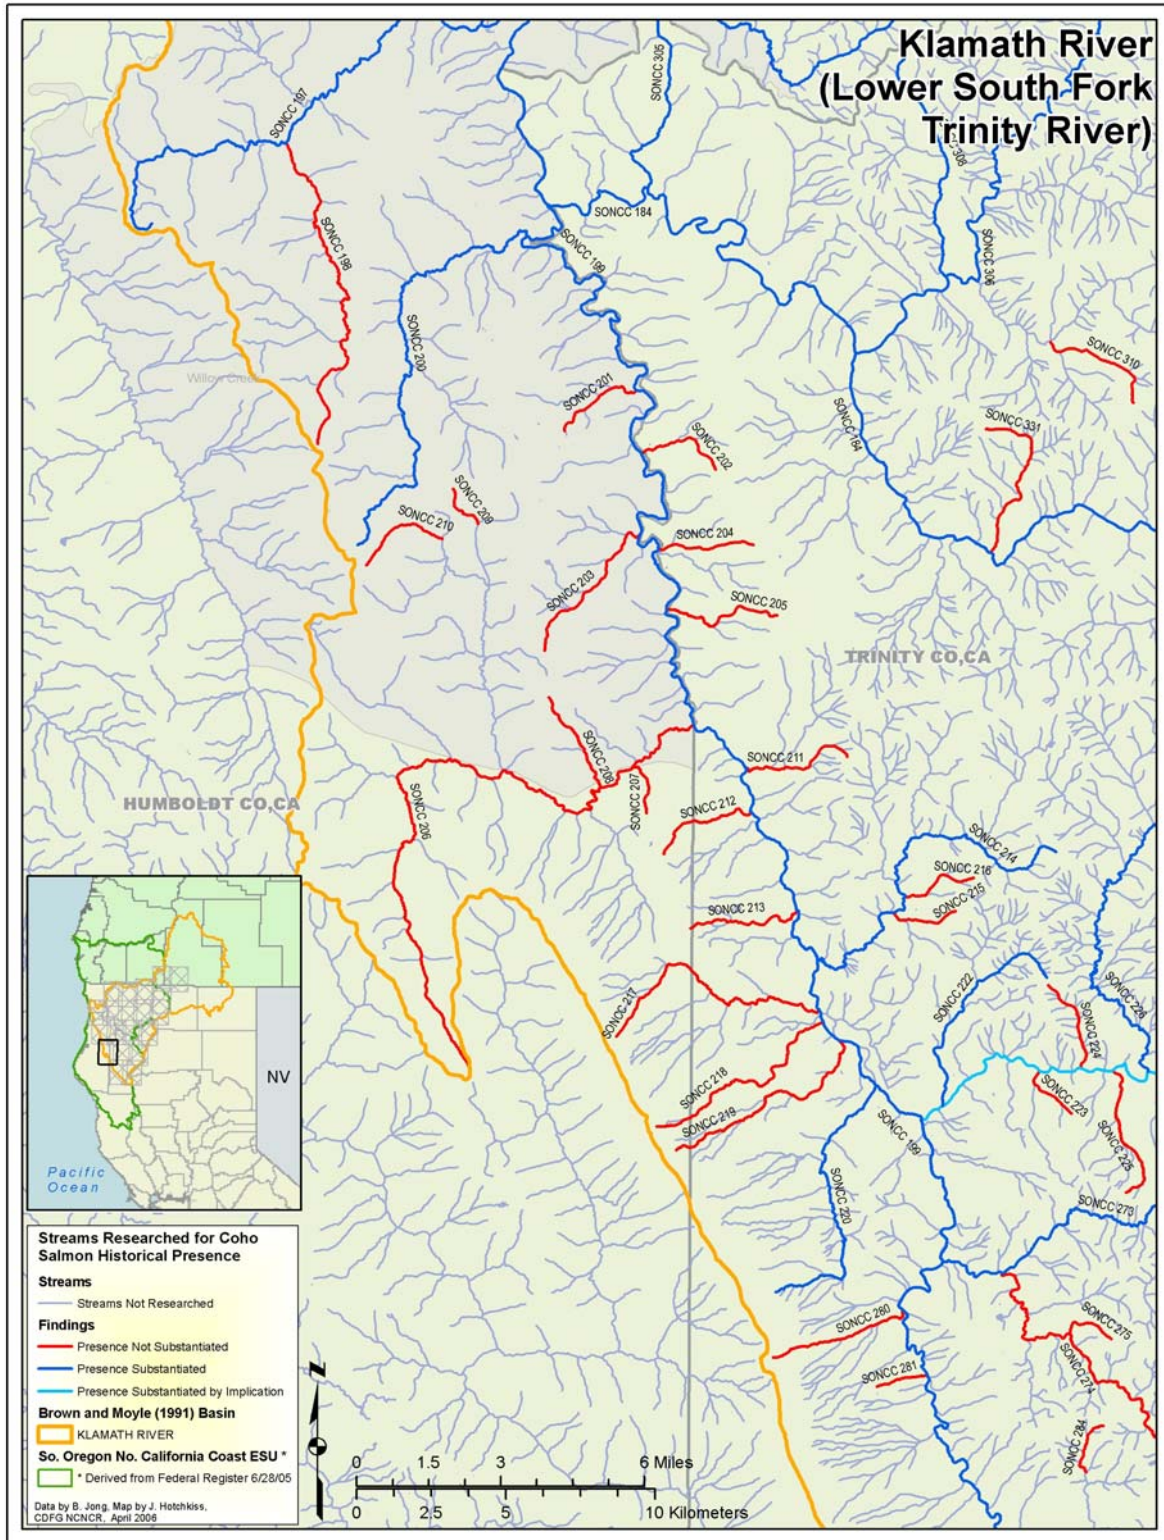 Klamath River
(Lower South Fork
Trinity River)
SONCC 305
SONCC 197
SONCC 184
SONCC 198
SONCC 199
SONCC 306
SONCC 200
SONCC 310
Willow Creek
SONCC 201
SONCC 184
SONCC 331
SONCC 202
SONCC 209
SONCC 210
SONCC 204
SONCC 203
SONCC 205
TRINITY CO,CA
SONCC 208
SONCC 211
SONCC 207
HUMBOLDT CO,CA
SONCC 206
SONCC 212
SONCC 214
SONCC 216
SONCC 215
SONCC 213
SONCC 217
SONCC 222
SONCC 226
SONCC 224
SONCC 218
SONCC 223
SONCC 219
SONCC 199
SONCC 225
SONCC 220
SONCC 273
SONCC 280
SONCC 275
SONCC 281
SONCC 274
SONCC 284
NV
Pacific
Ocean
Streams Researched for Coho
Salmon Historical Presence
Streams
Streams Not Researched
Findings
Presence Not Substantiated
Presence Substantiated
Presence Substantiated by Implication
Brown and Moyle (1991) Basin
KLAMATH RIVER
So. Oregon No. California Coast ESU *
* Derived from Federal Register 6/28/05
Data by B. Jong, Map by J. Hotchkiss,
CDFG NCNCR, April 2006
N
0 1.5 3 6 Miles
0 2.5 5 10 Kilometers